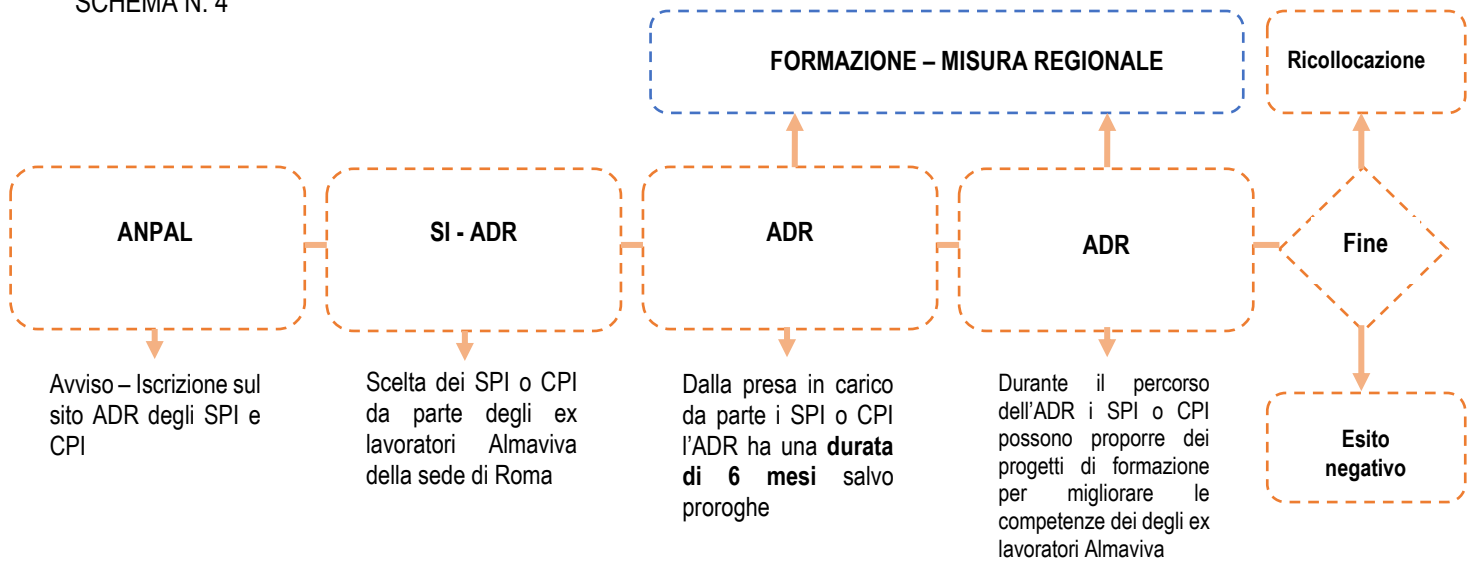 SCHEMA N. 4
FORMAZIONE – MISURA REGIONALE
Ricollocazione
ANPAL
SI - ADR
ADR
ADR
Fine
Avviso – Iscrizione sul
sito ADR degli SPI e
CPI
Scelta dei SPI o CPI
da parte degli ex
lavoratori Almaviva
della sede di Roma
Dalla presa in carico
da parte i SPI o CPI
l'ADR ha una durata
di 6 mesi salvo
proroghe
Durante il percorso
dell'ADR i SPI o CPI
possono proporre dei
progetti di formazione
per migliorare le
competenze dei degli ex
lavoratori Almaviva
Esito
negativo